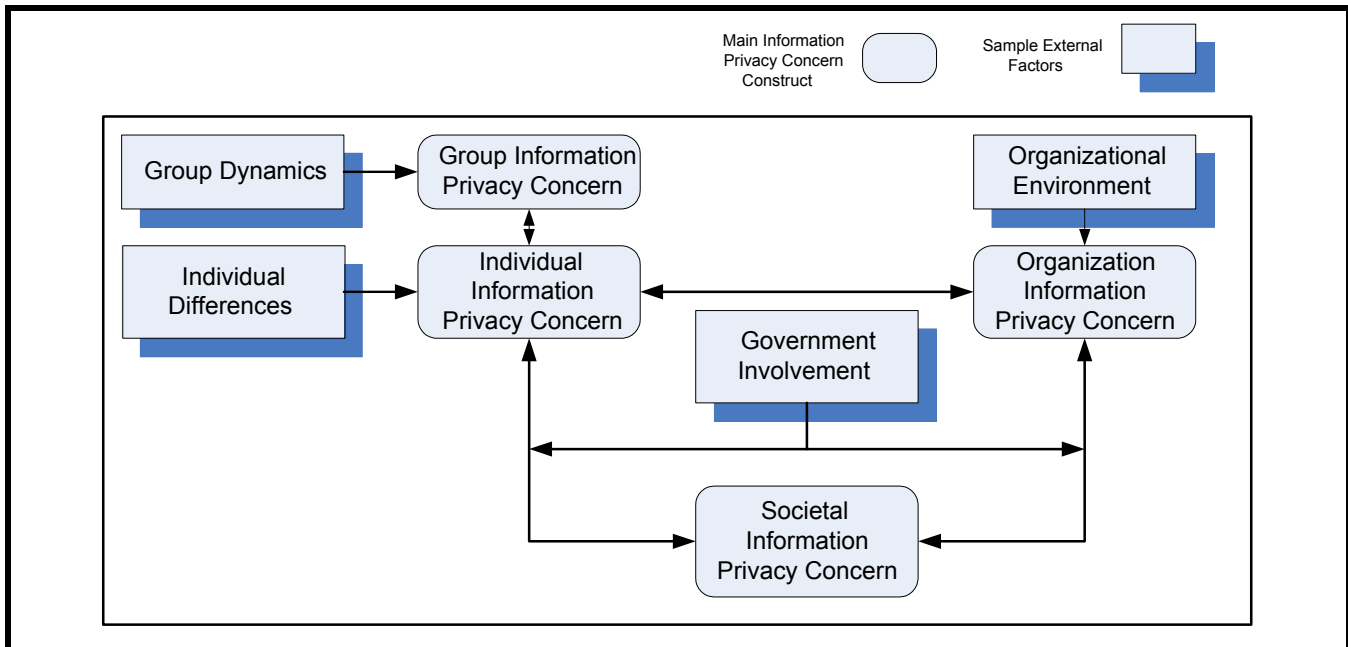 Main Information
Privacy Concern
Construct
Sample External
Factors
Group Dynamics
Group Information
Privacy Concern
Organizational
Environment
Individual
Differences
Individual
Information
Privacy Concern
Organization
Information
Privacy Concern
Government
Involvement
Societal
Information
Privacy Concern